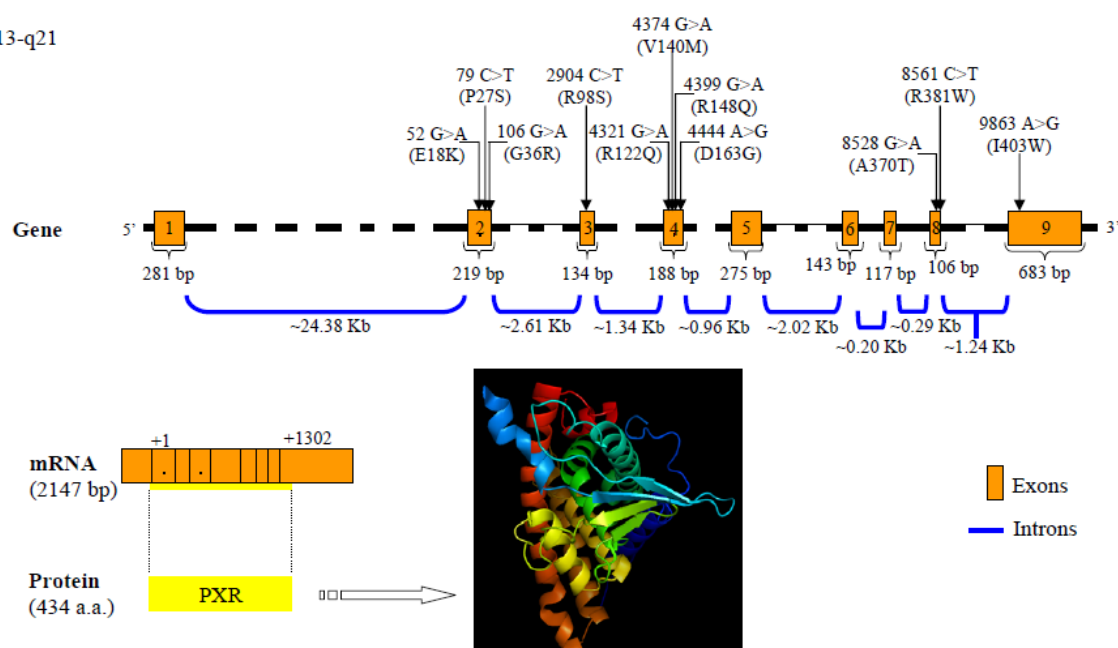 13-q21
4374 G>A
(V140M)
79 C>T
(P27S)
2904 C>T
(R98S)
4399 G>A
(R148Q)
8561 C>T
(R381W)
52 G>A
(E18K)
106 G>A
(G36R)
4321 G>A
(R122Q)
4444 A>G
(D163G)
8528 G>A
(A370T)
9863 A>G
(I403W)
Gene
5'
1
2
3
4
5
6
7
8
9
3'
281 bp
219 bp
134 bp
188 bp
275 bp
143 bp
117 bp
106 bp
683 bp
~24.38 Kb
~2.61 Kb
~1.34 Kb
~0.96 Kb
~2.02 Kb
~0.20 Kb
~0.29 Kb
~1.24 Kb
+1
+1302
mRNA
(2147 bp)
Exons
Introns
Protein
(434 a.a.)
PXR